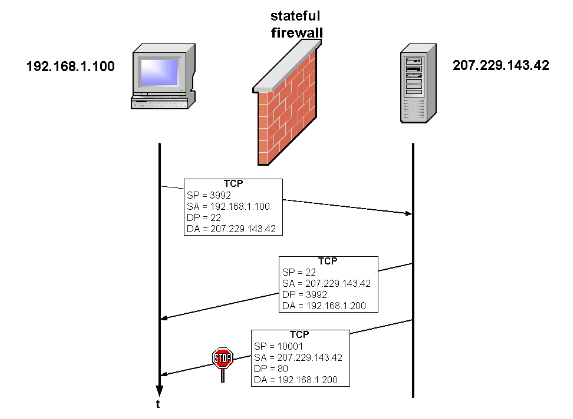 stateful
firewall
192.168.1.100
207.229.143.42
TCP
SP = 3992
SA = 192.168.1.100
DP = 22
DA = 207.229.143.42
TCP
SP = 22
SA = 207.229.143.42
DP = 3992
DA = 192.168.1.200
TCP
SP = 10001
SA = 207.229.143.42
DP = 80
DA = 192.168.1.200
STOP
t